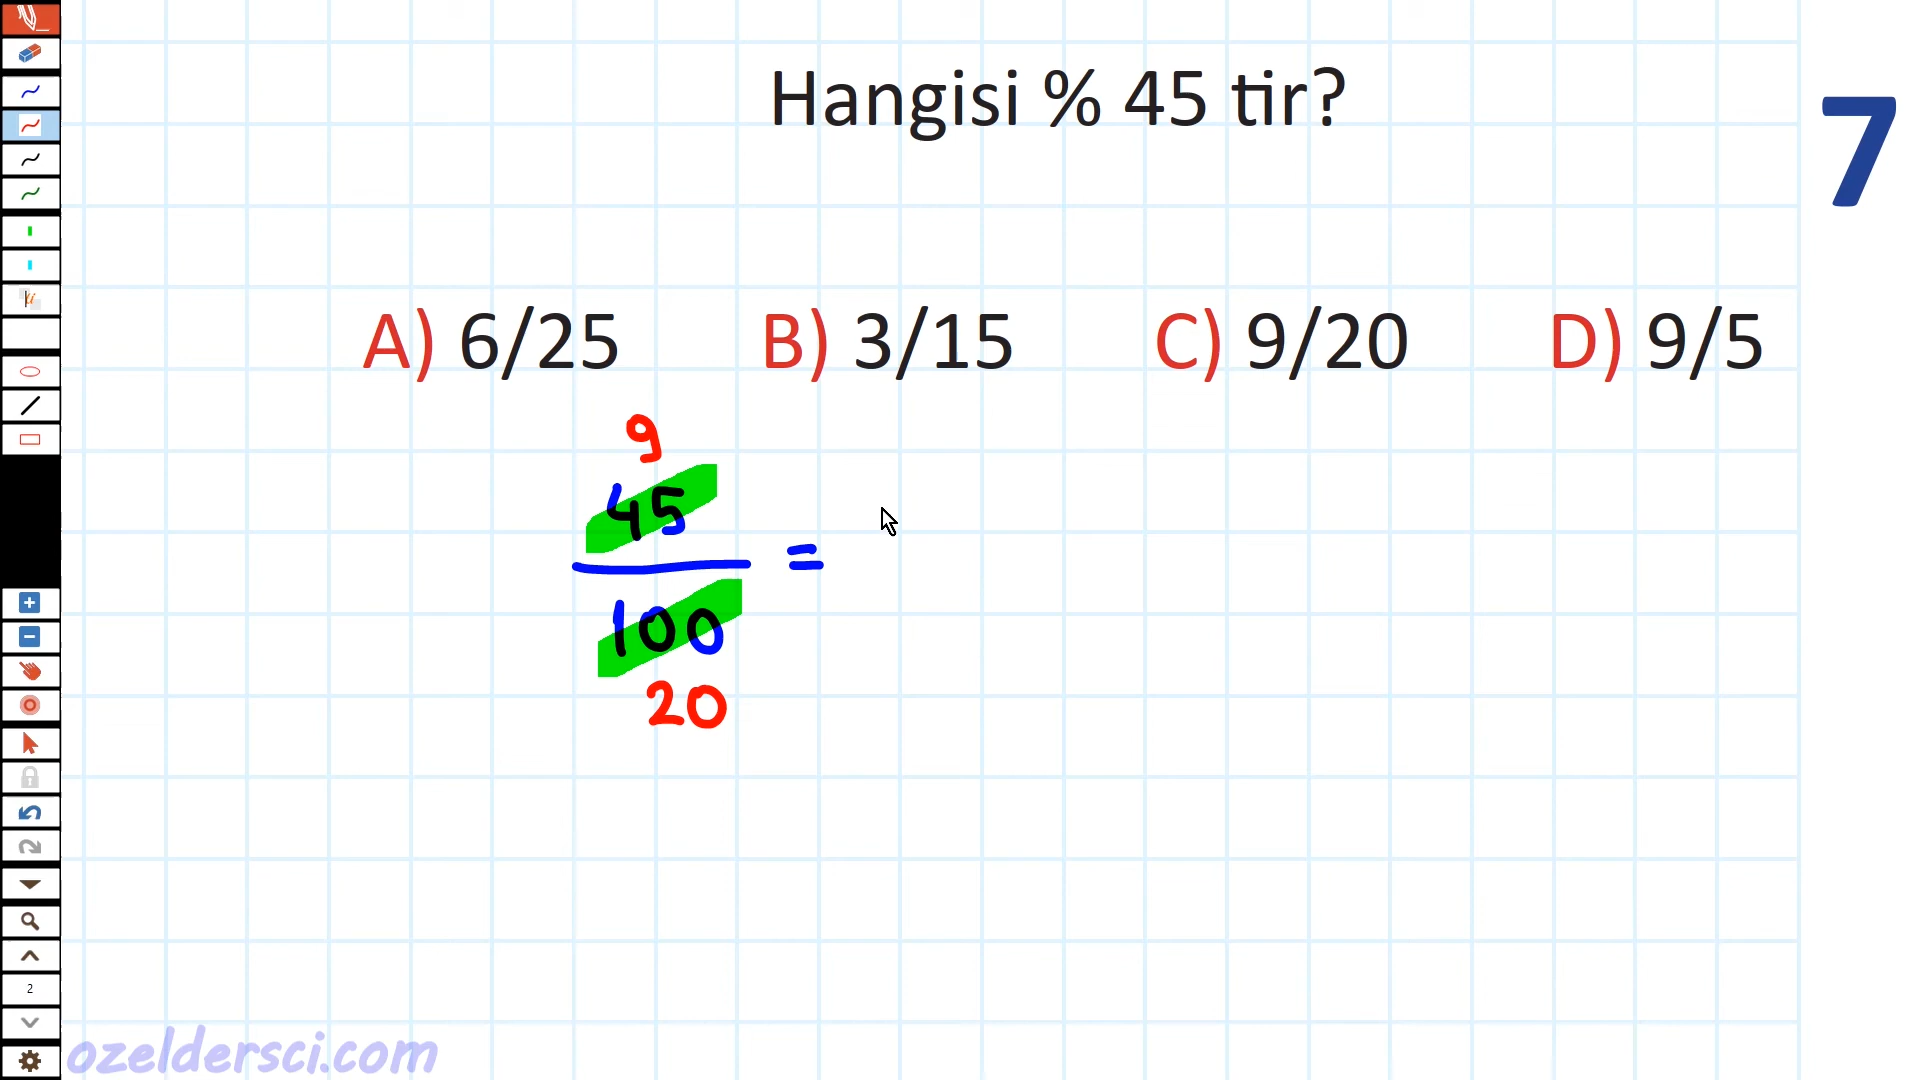 Hangisi % 45 tir?
7
A) 6/25 B) 3/15 C) 9/20 D) 9/5
9
45
=
100
20
2
ozeldersci.com